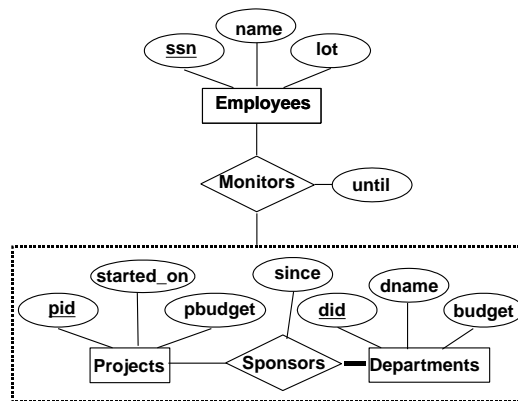 name
ssn
lot
Employees
Monitors
until
started_on
since
dname
pid
pbudget
did
budget
Projects
Sponsors
Departments